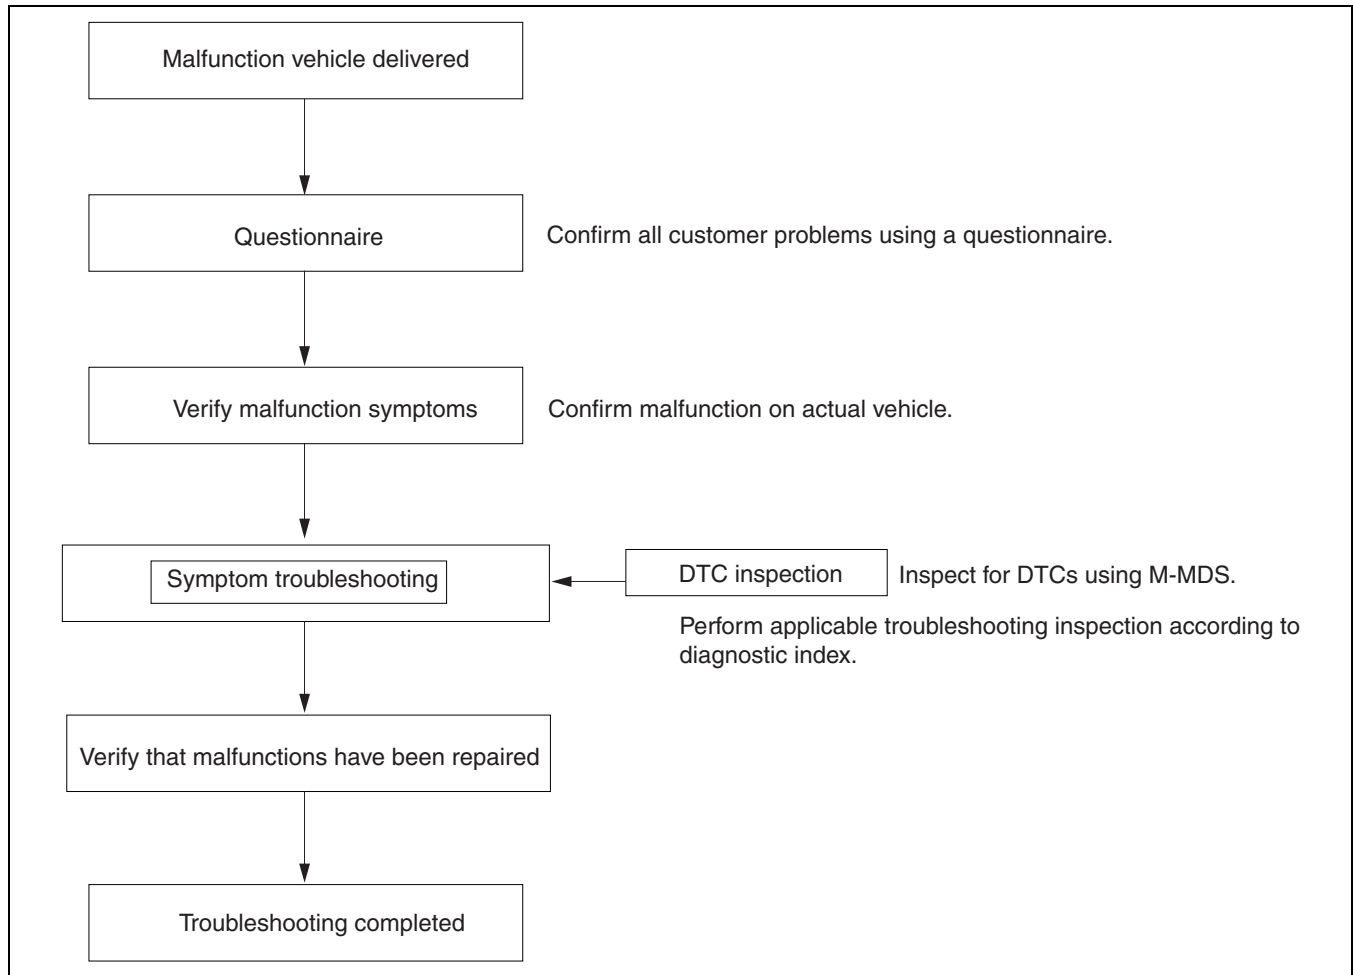 Malfunction vehicle delivered
Questionnaire
Confirm all customer problems using a questionnaire.
Verify malfunction symptoms
Confirm malfunction on actual vehicle.
Symptom troubleshooting
DTC inspection
Inspect for DTCs using M-MDS.
Perform applicable troubleshooting inspection according to
diagnostic index.
Verify that malfunctions have been repaired
Troubleshooting completed